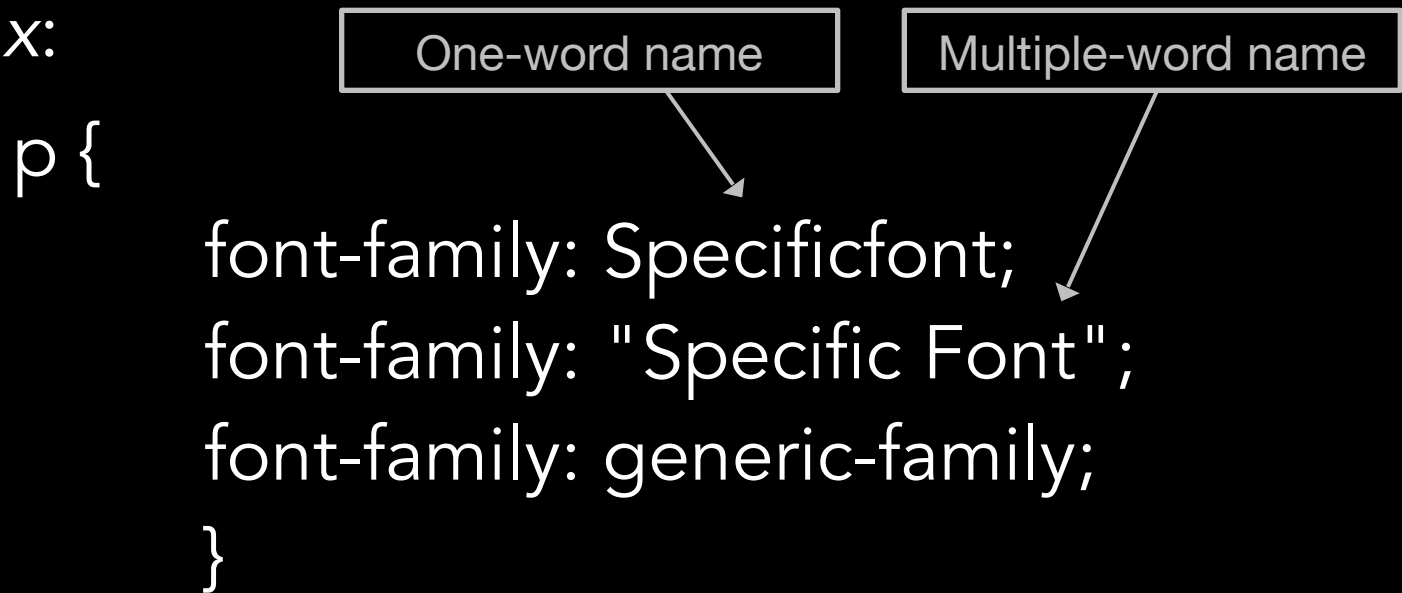 x:
One-word name
Multiple-word name
p {
font-family: Specificfont;
font-family: "Specific Font";
font-family: generic-family;
}